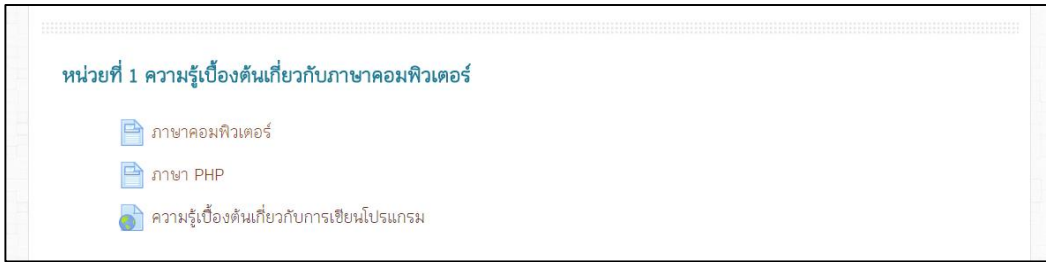 หน่วยที่ 1 ความรู้เบื้องต้นเกี่ยวกับภาษาคอมพิวเตอร์
ภาษาคอมพิวเตอร์
ภาษา PHP
ความรู้เบื้องต้นเกี่ยวกับการเขียนโปรแกรม